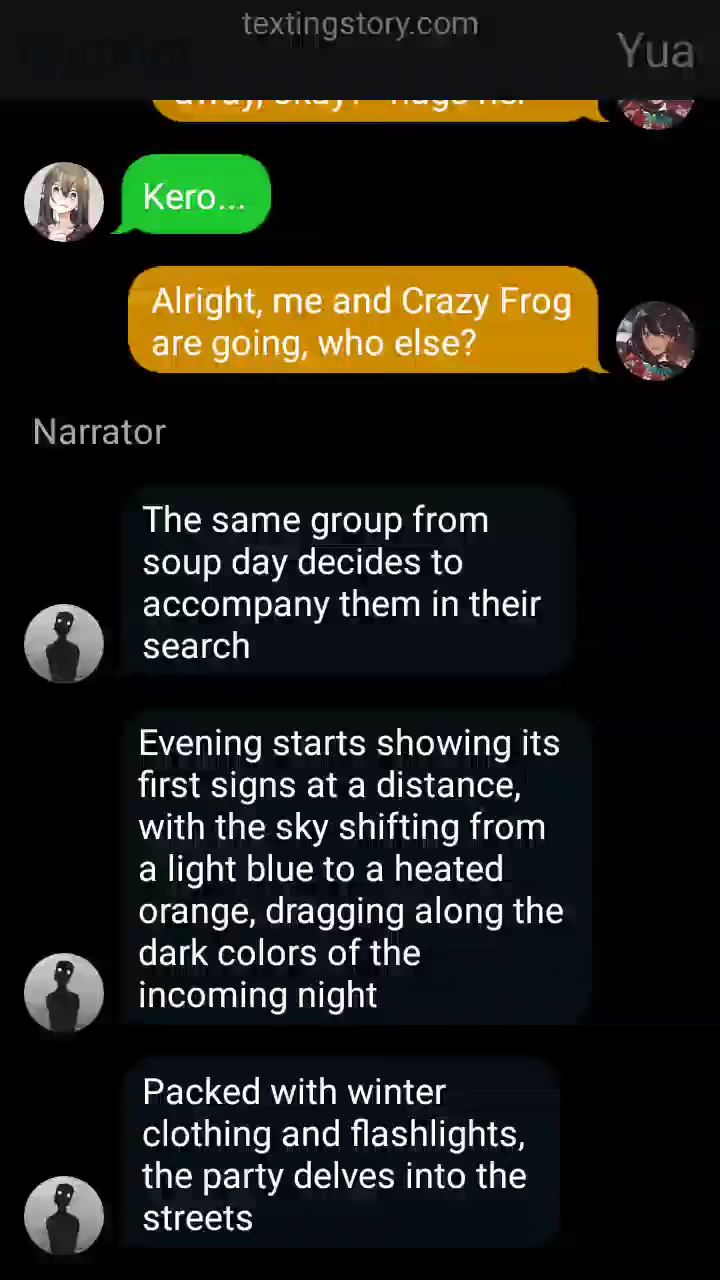 textingstory.com
Yua
Kero...
Alright, me and Crazy Frog
are going, who else?
Narrator
The same group from
soup day decides to
accompany them in their
search
Evening starts showing its
first signs at a distance,
with the sky shifting from
a light blue to a heated
orange, dragging along the
dark colors of the
incoming night
Packed with winter
clothing and flashlights,
the party delves into the
streets